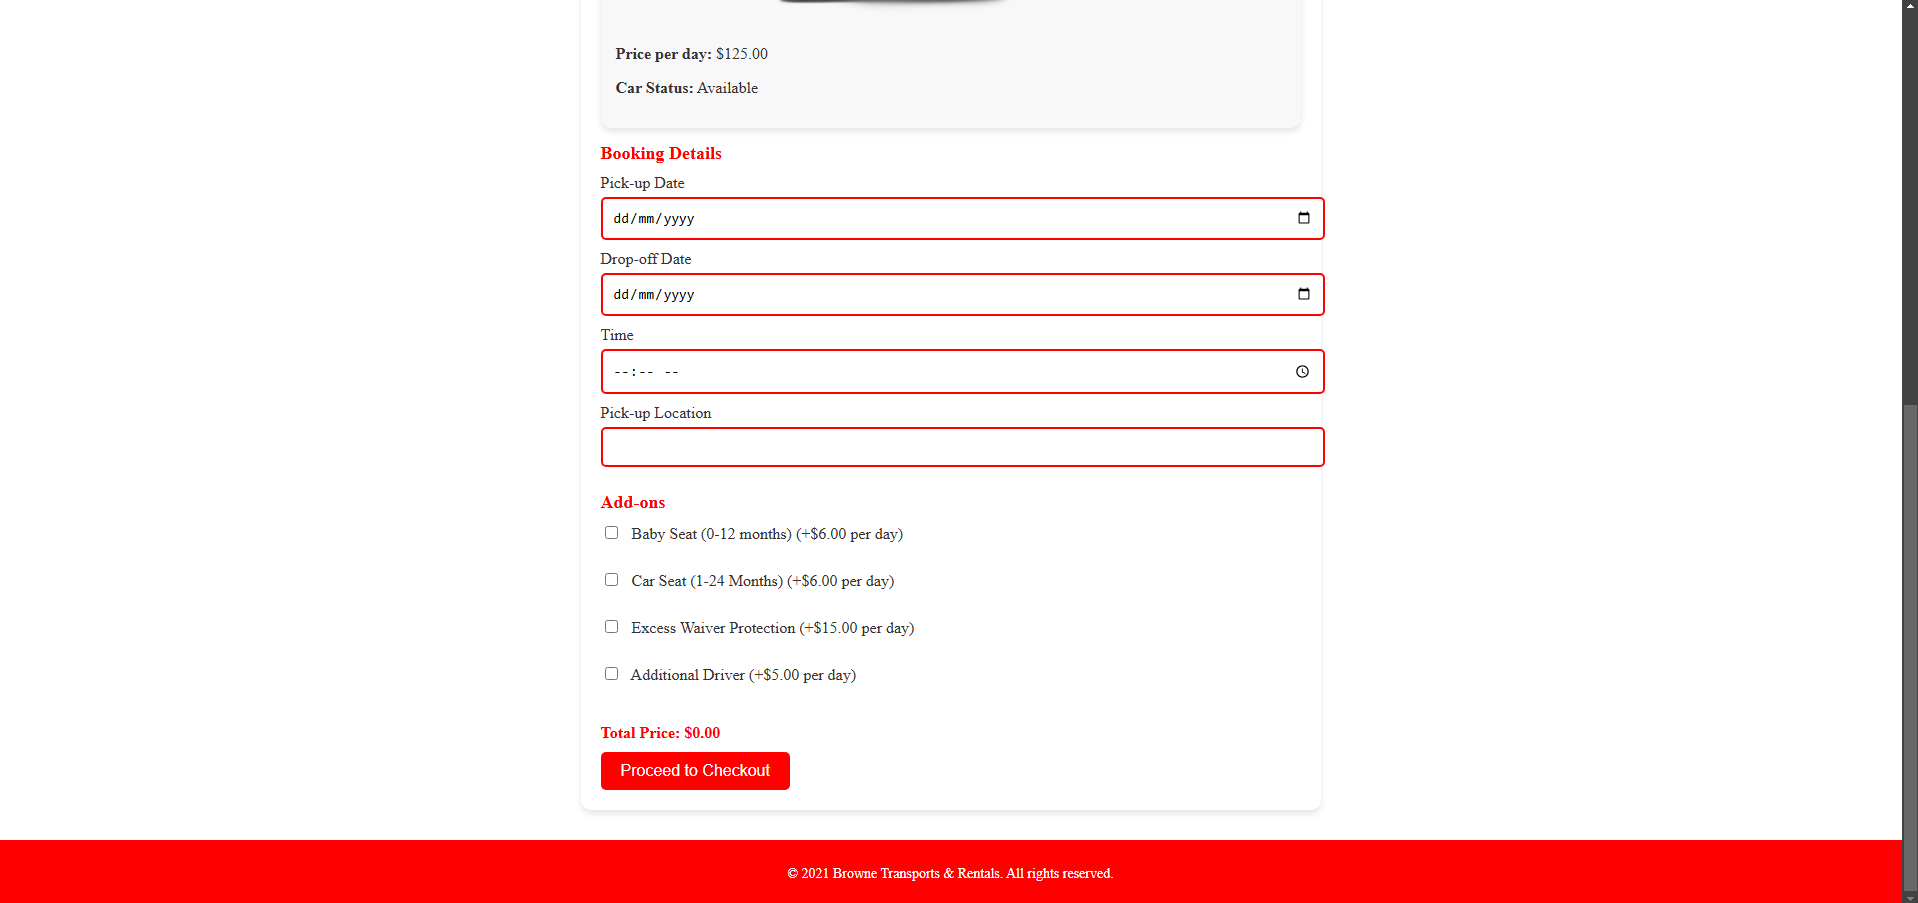 Price per day: $125.00
Car Status: Available
Booking Details
Pick-up Date
dd/mm/yyyy
Drop-off Date
dd/mm/yyyy
Time
--:-- --
Pick-up Location
Add-ons
Baby Seat (0-12 months) (+$6.00 per day)
Car Seat (1-24 Months) (+$6.00 per day)
Excess Waiver Protection (+$15.00 per day)
Additional Driver (+$5.00 per day)
Total Price: $0.00
Proceed to Checkout
© 2021 Browne Transports & Rentals. All rights reserved.